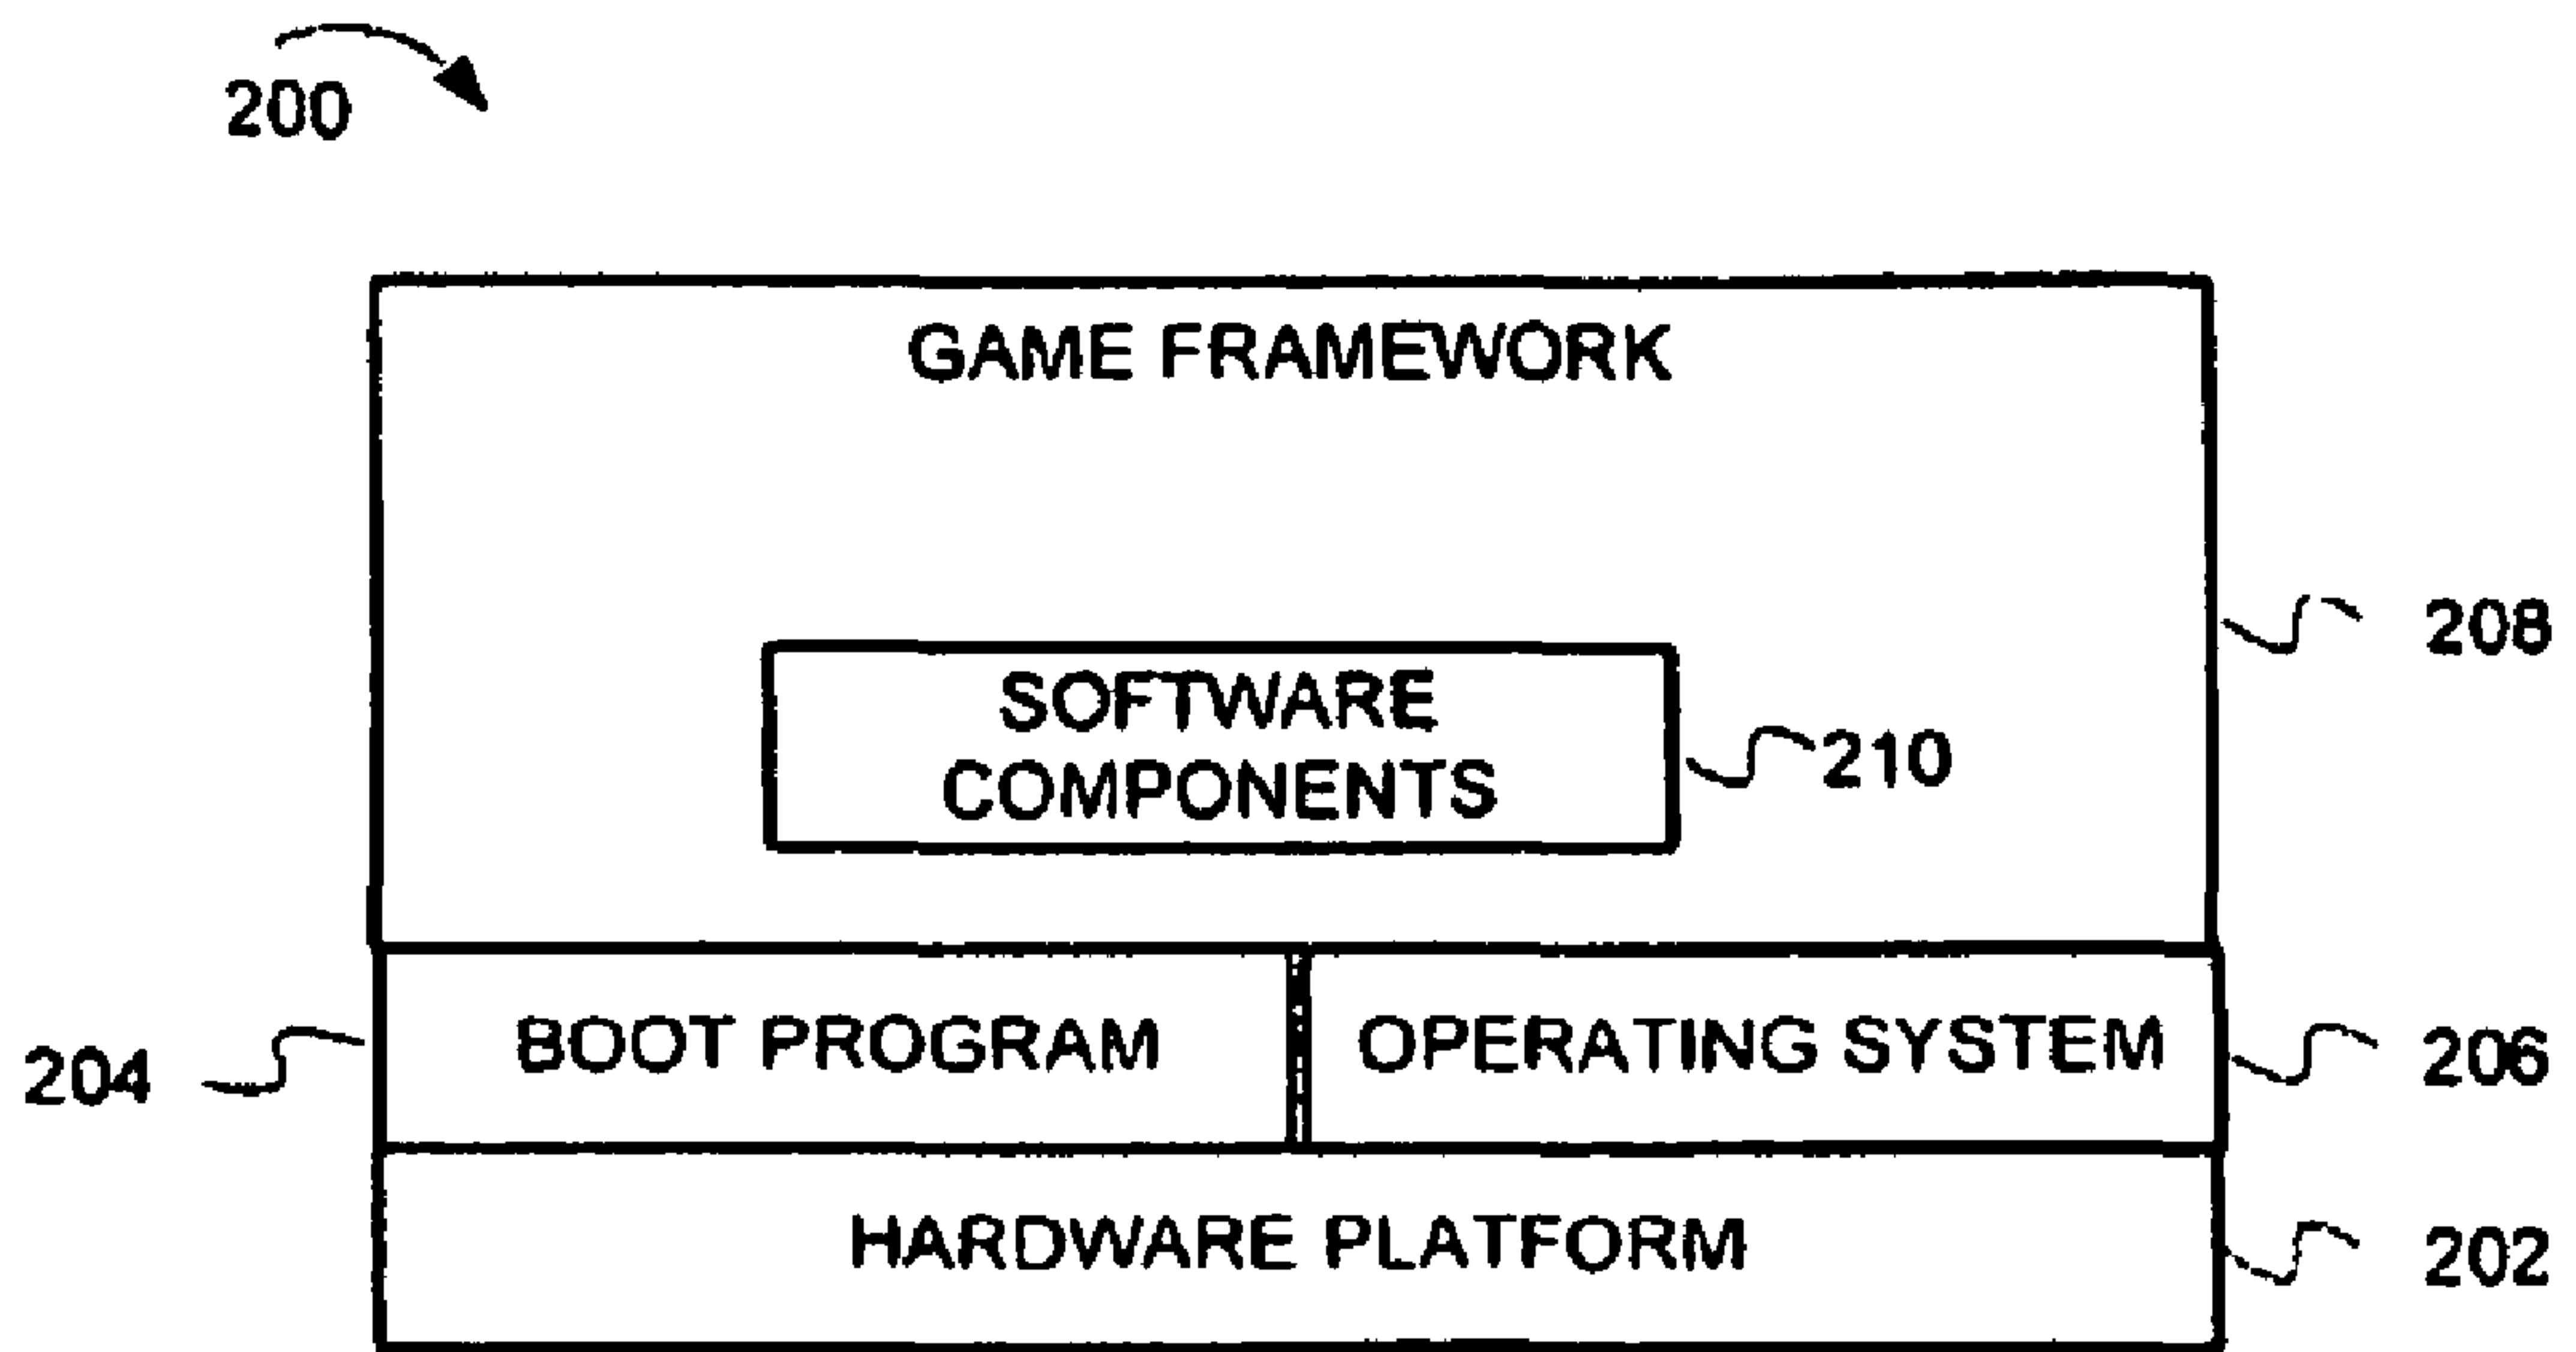 200
GAME FRAMEWORK
208
SOFTWARE
COMPONENTS
210
204
BOOT PROGRAM
OPERATING SYSTEM
206
HARDWARE PLATFORM
202